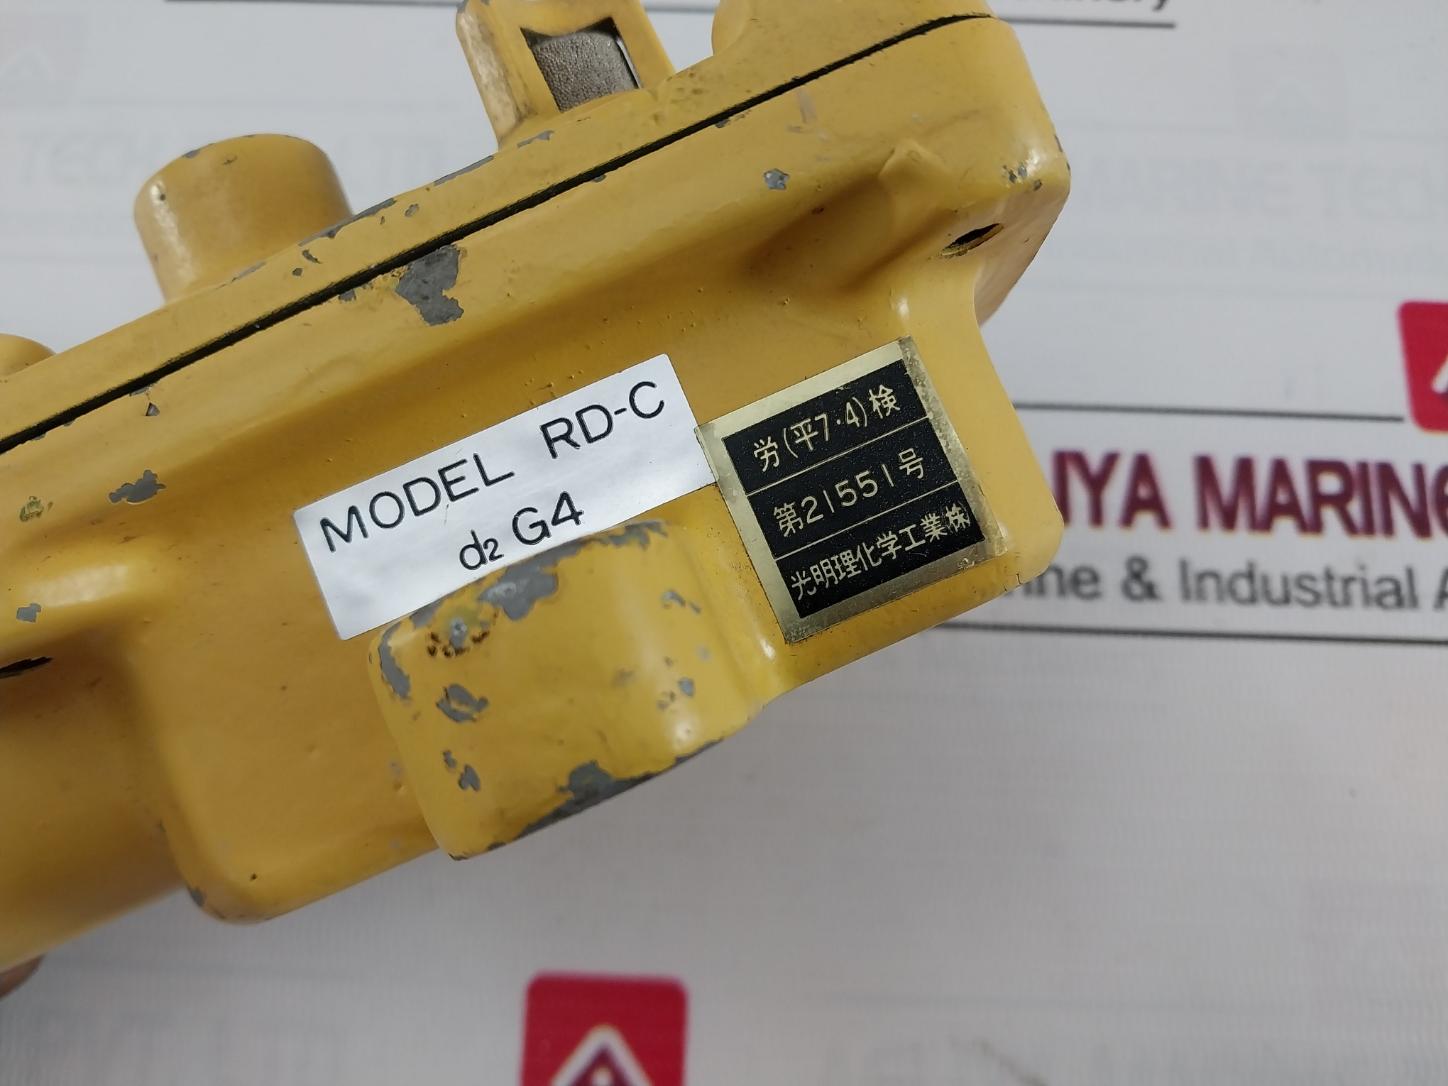 MODEL RD-C
d2 G4
労(平7·4)検
第21551号
光明理化学工業㈱
IYA MARINE
ne & Industrial A